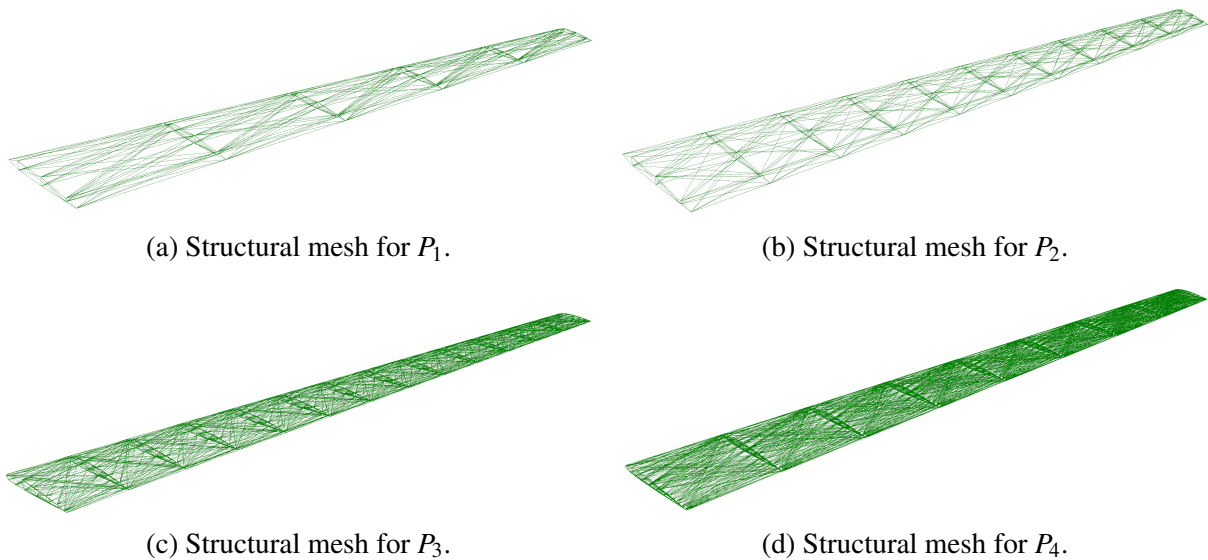 (a) Structural mesh for P₁.
(b) Structural mesh for P₂.
(c) Structural mesh for P₃.
(d) Structural mesh for P₄.